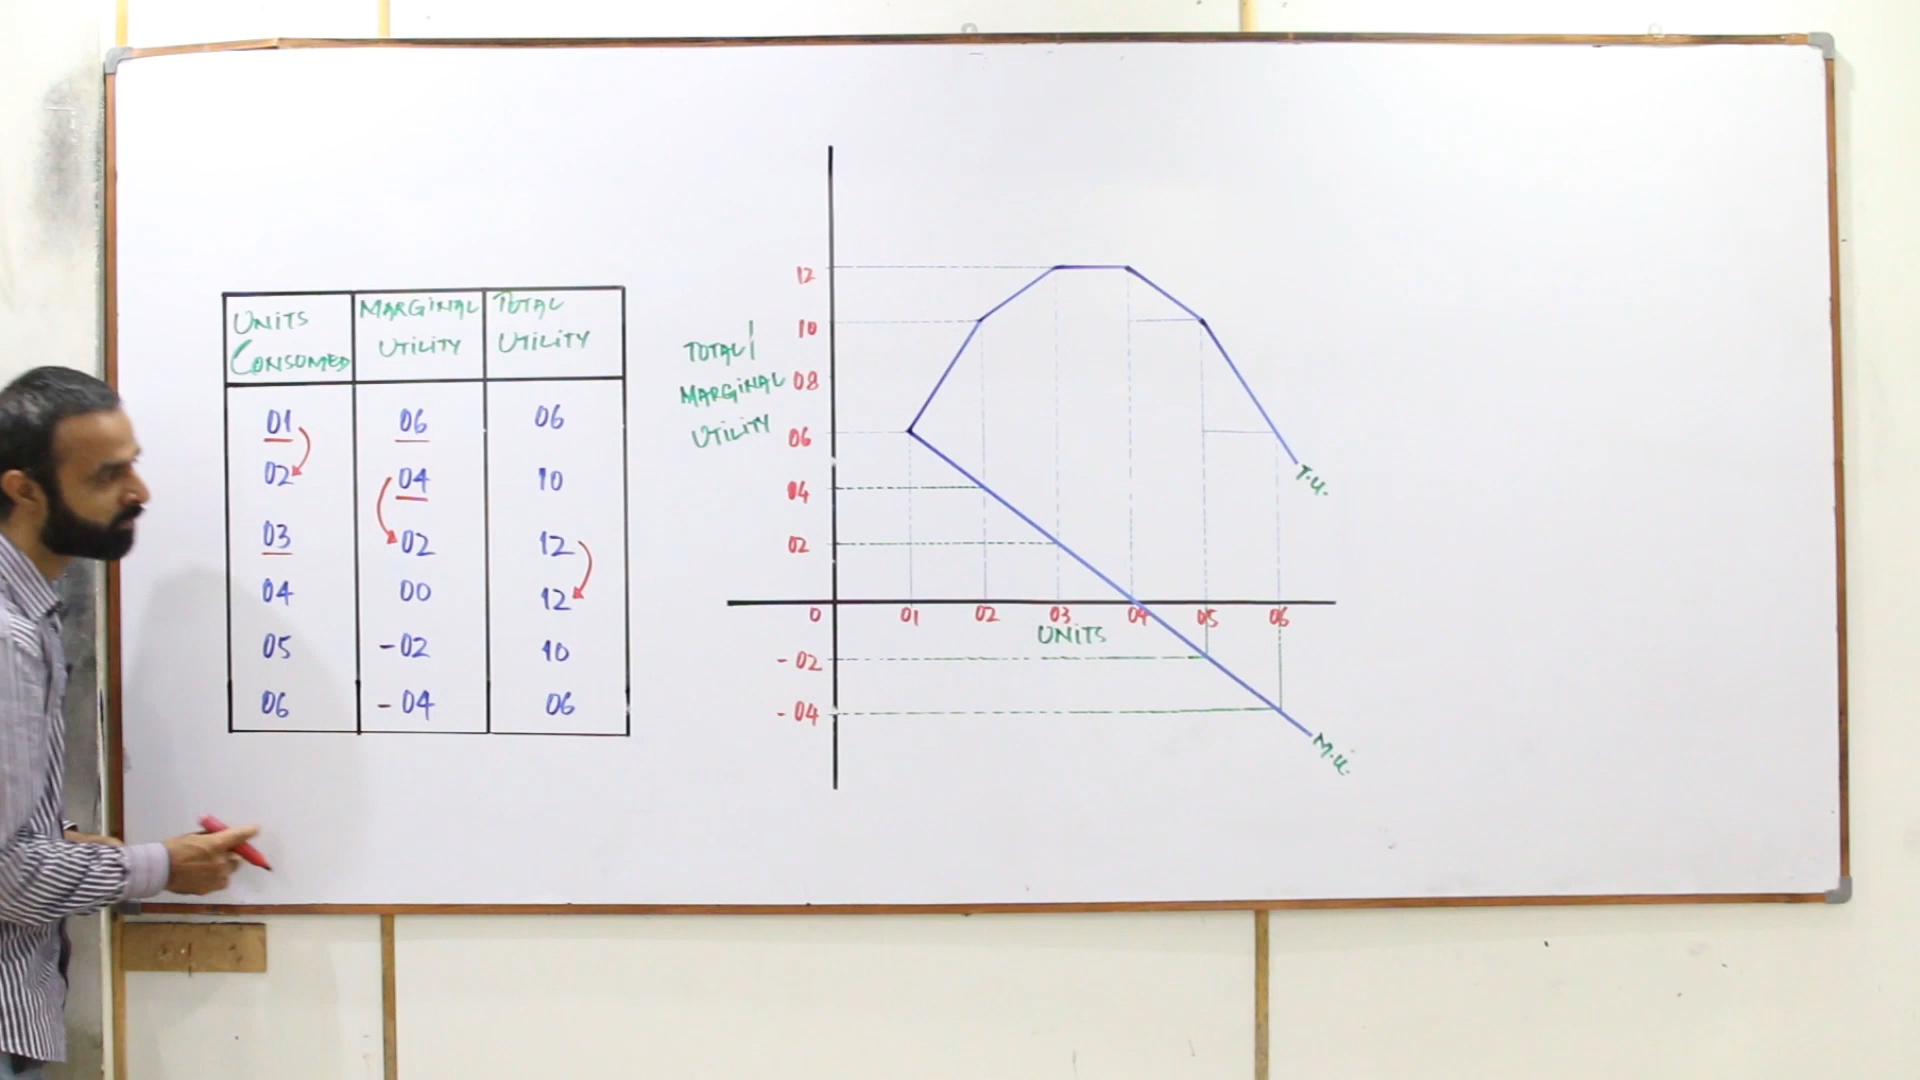 UNITS CONSUMED MARGINAL UTILITY TOTAL UTILITY
01 06 06
02 04 10
03 02 12
04 00 12
05 -02 10
06 -04 06
TOTAL/
MARGINAL
UTILITY
12
10
08
06
04
02
0 01 02 03 04 05 06
UNITS
-02
-04
T.U.
M.U.